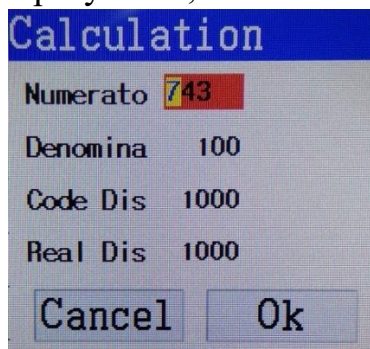 Calculation
Numerato 743
Denomina 100
Code Dis 1000
Real Dis 1000
Cancel Ok